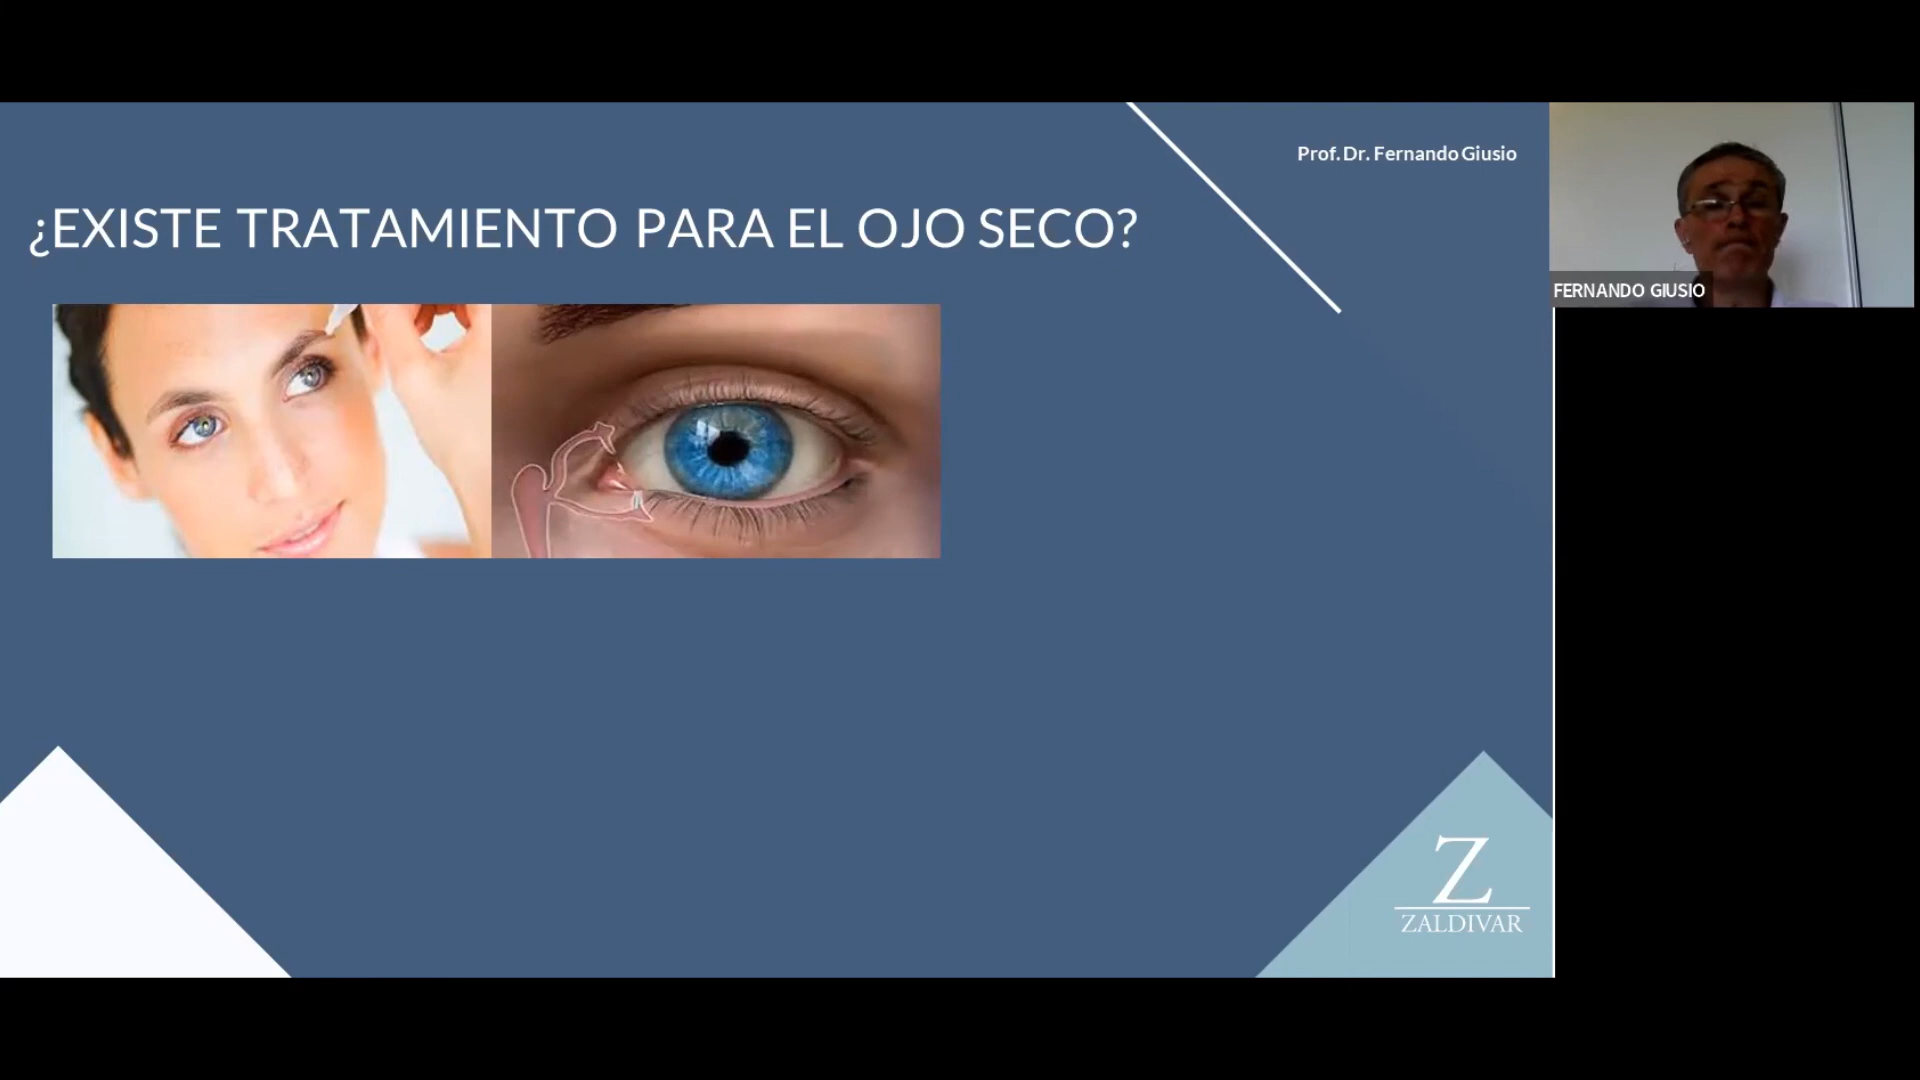 Prof. Dr. Fernando Giusio
¿EXISTE TRATAMIENTO PARA EL OJO SECO?
FERNANDO GIUSIO
Z
ZALDIVAR